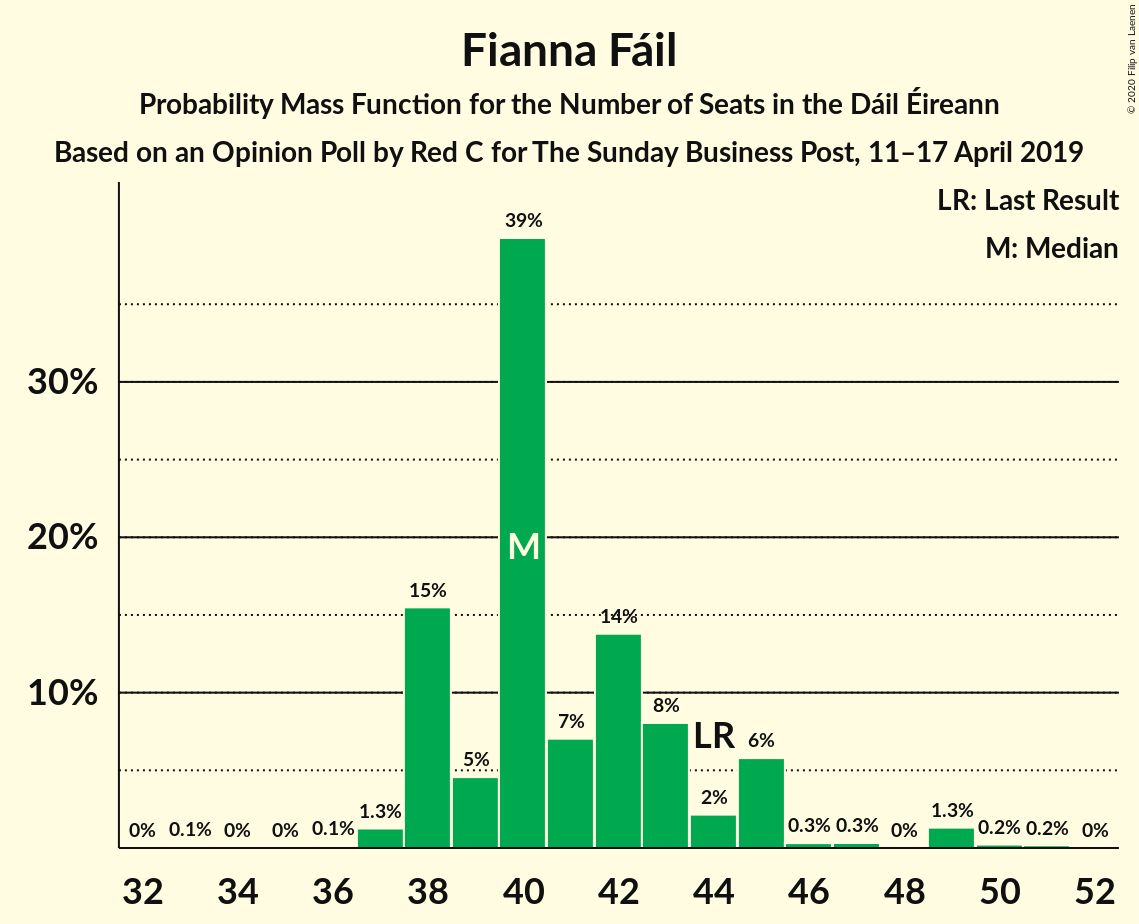 Fianna Fáil
Probability Mass Function for the Number of Seats in the Dáil Éireann
Based on an Opinion Poll by Red C for The Sunday Business Post, 11–17 April 2019
© 2020 Filip van Laenen
LR: Last Result
M: Median
30%
20%
10%
0%
0.1%
0%
0%
0.1%
1.3%
15%
5%
39%
M
7%
14%
8%
LR
2%
6%
0.3%
0.3%
0%
1.3%
0.2%
0.2%
0%
32 34 36 38 40 42 44 46 48 50 52